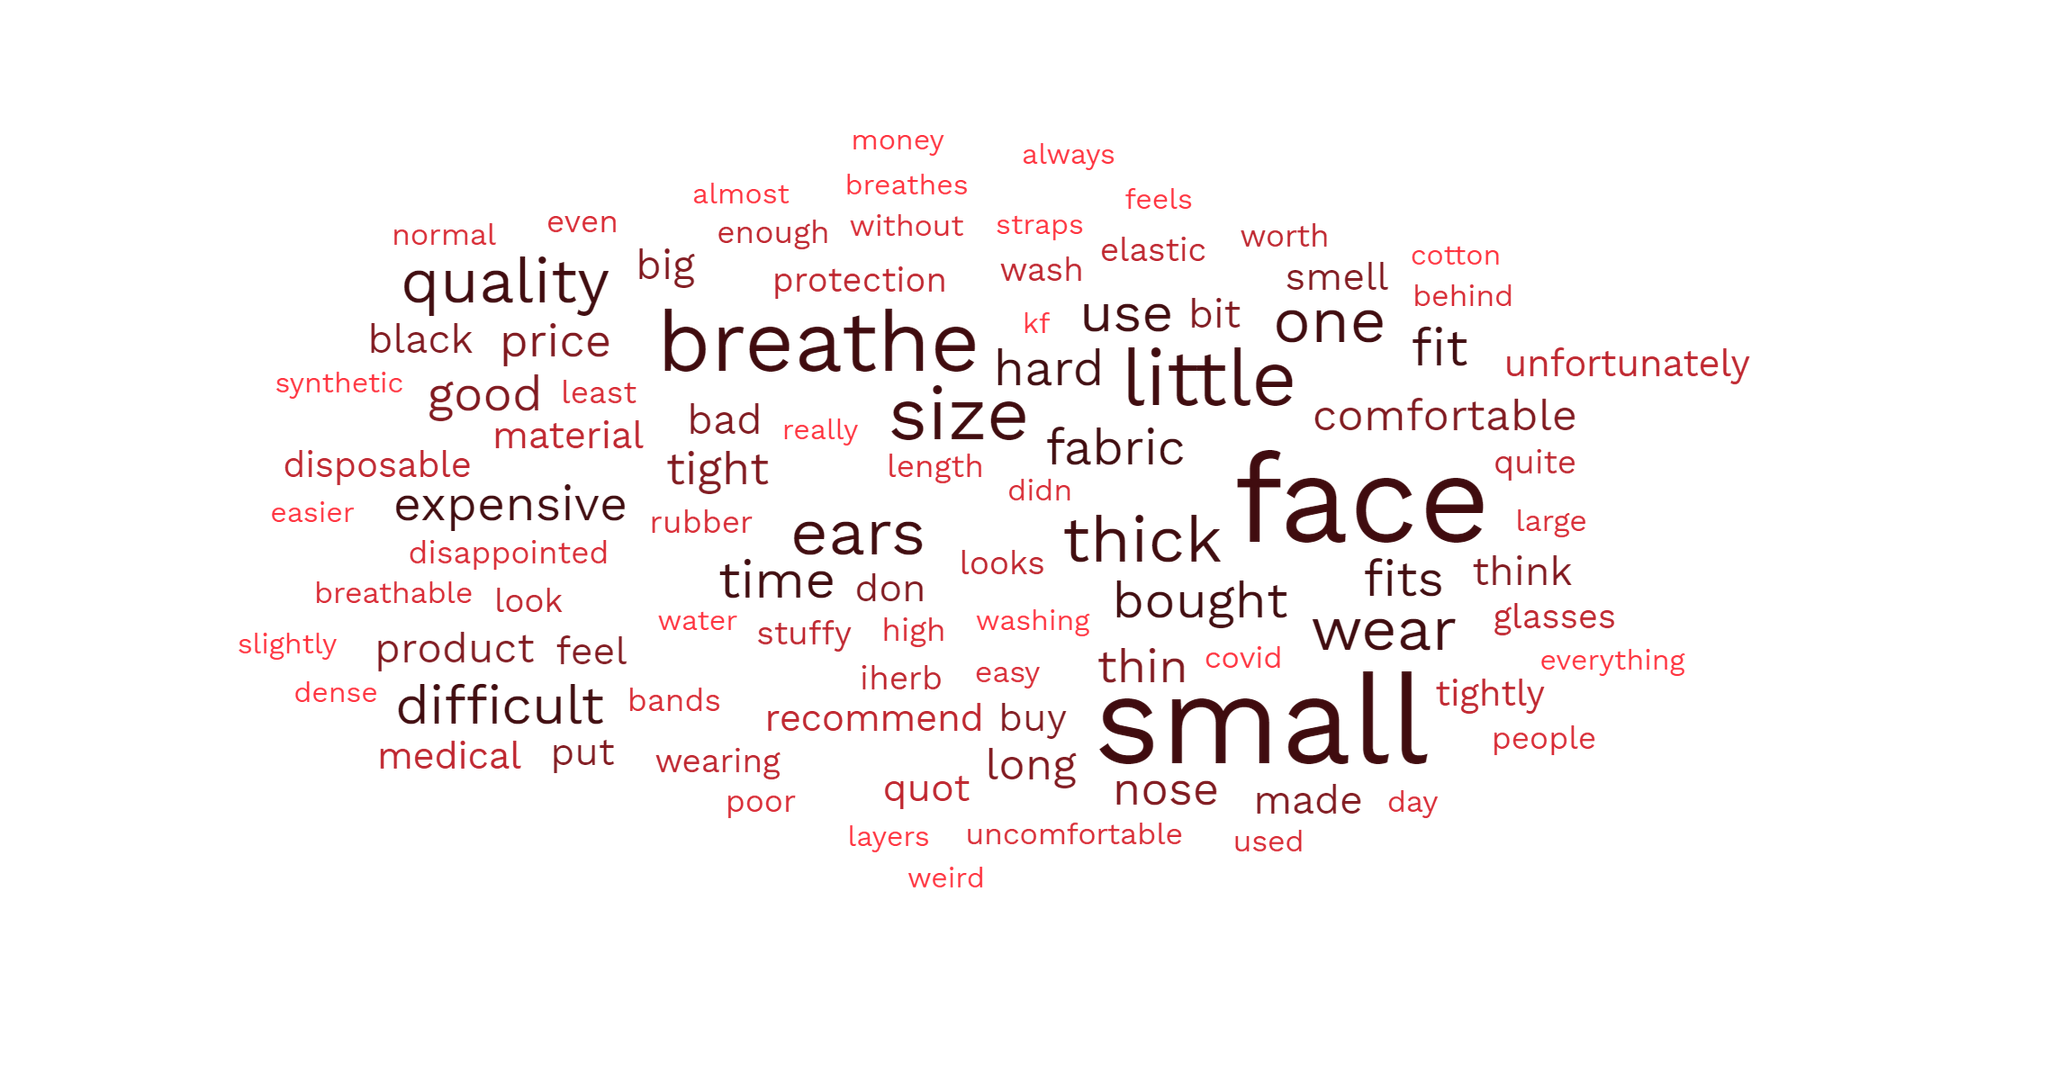 money
always
almost
breathes
feels
normal
even
enough
without
straps
elastic
worth
cotton
quality
big
protection
wash
smell
behind
black
price
breathe
kf
use
bit
one
fit
unfortunately
synthetic
good
least
hard
little
material
bad
really
size
fabric
comfortable
disposable
tight
length
didn
face
quite
easier
expensive
rubber
ears
thick
large
disappointed
looks
breathable
look
time
don
bought
fits
think
slightly
water
stuffy
high
washing
wear
glasses
product
feel
iherb
easy
thin
covid
everything
dense
difficult
bands
recommend
buy
small
tightly
medical
put
wearing
long
people
poor
quot
nose
made
day
layers
uncomfortable
used
weird